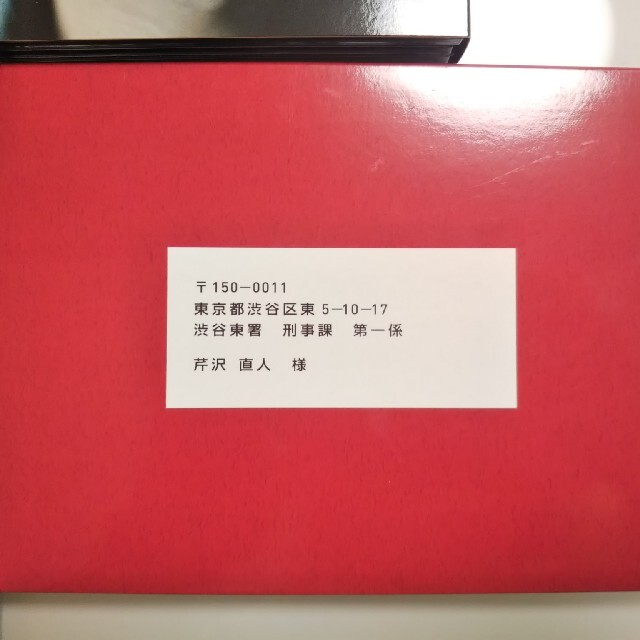 〒150-0011
東京都渋谷区東5-10-17
渋谷東署　刑事課　第一係
芹沢 直人　様